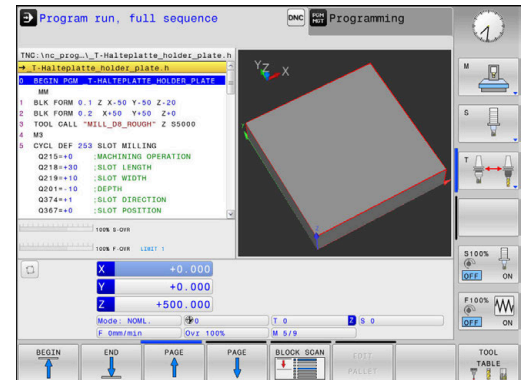 Program run, full sequence
DNC
PGM MGT
Programming
TNC:\nc_prog…\_T-Halteplatte_holder_plate.h
→_T-Halteplatte_holder_plate.h
0 BEGIN PGM _T-HALTEPLATTE_HOLDER_PLATE
MM
1 BLK FORM 0.1 Z X-50 Y-50 Z-20
2 BLK FORM 0.2 X+50 Y+50 Z+0
3 TOOL CALL "MILL_D8_ROUGH" Z S5000
4 M3
5 CYCL DEF 253 SLOT MILLING
Q215=+0 ;MACHINING OPERATION
Q218=+30 ;SLOT LENGTH
Q219=+10 ;SLOT WIDTH
Q201=-10 ;DEPTH
Q374=+1 ;SLOT DIRECTION
Q367=+0 ;SLOT POSITION
YZ X
Z
100% S-OVR
100% F-OVR LIMIT 1
X +0.000
Y +0.000
Z +500.000
Mode: NOML. 0 T 0 Z S 0
F 0mm/min Ovr 100% M 5/9
M
S
T
S100%
OFF ON
F100%
OFF ON
BEGIN
END
PAGE
PAGE
BLOCK SCAN
EDIT
PALLET
TOOL
TABLE